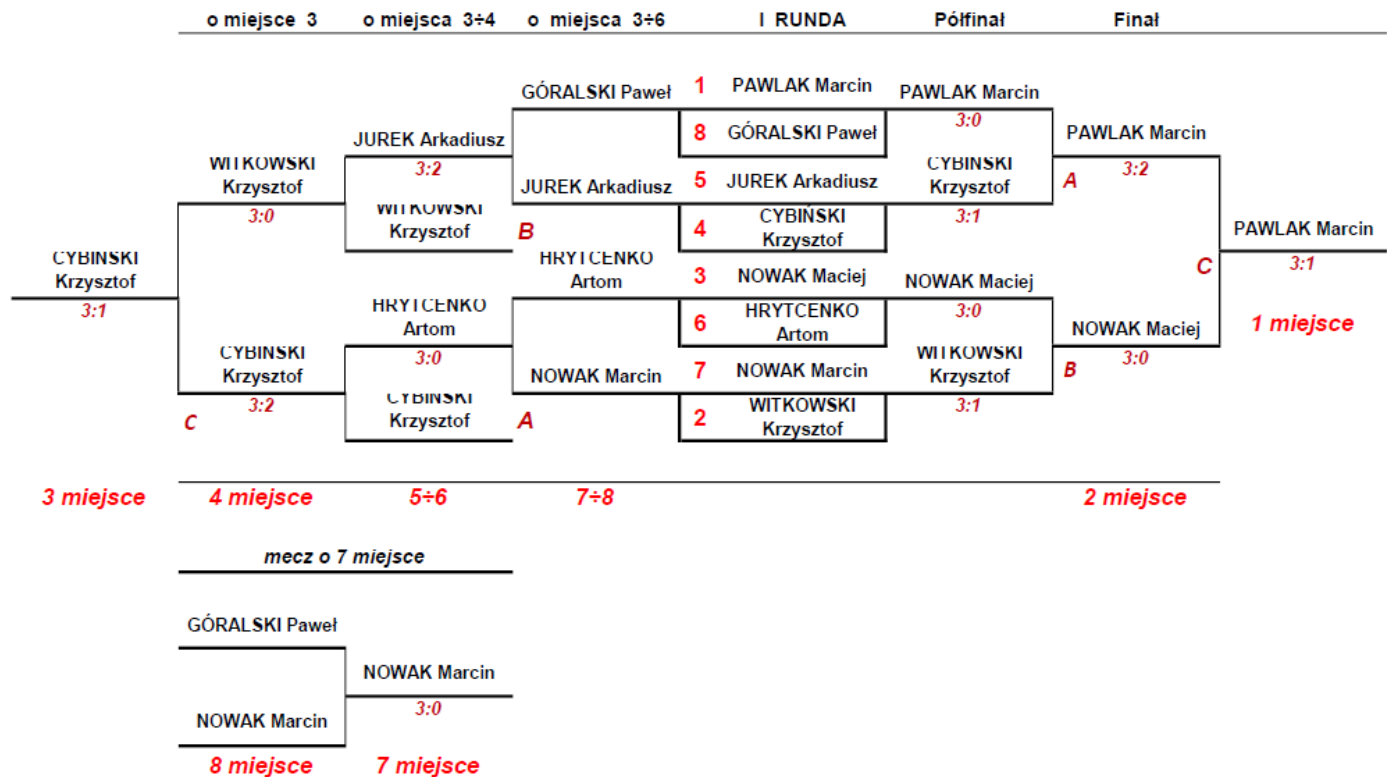 o miejsce 3 o miejsca 3÷4 o miejsca 3÷6 I RUNDA Półfinał Finał
GÓRALSKI Paweł 1 PAWLAK Marcin PAWLAK Marcin
3:0
8 GÓRALSKI Paweł
JUREK Arkadiusz PAWLAK Marcin
3:2 3:2
WITKOWSKI CYBIŃSKI
Krzysztof JUREK Arkadiusz 5 JUREK Arkadiusz Krzysztof A
3:0 3:1
WITKOWSKI CYBIŃSKI
Krzysztof B 4 Krzysztof
PAWLAK Marcin
3:1
CYBIŃSKI HRYTCENKO
Krzysztof Artom 3 NOWAK Maciej NOWAK Maciej C
3:1 3:0
HRYTCENKO HRYTCENKO
Artom 6 Artom 1 miejsce
3:0 NOWAK Maciej
3:0
CYBIŃSKI WITKOWSKI
Krzysztof NOWAK Marcin 7 NOWAK Marcin Krzysztof B
3:2 3:1
CYBIŃSKI WITKOWSKI
C Krzysztof A 2 Krzysztof
3 miejsce 4 miejsce 5÷6 7÷8 2 miejsce
mecz o 7 miejsce
GÓRALSKI Paweł
NOWAK Marcin
3:0
NOWAK Marcin
8 miejsce 7 miejsce